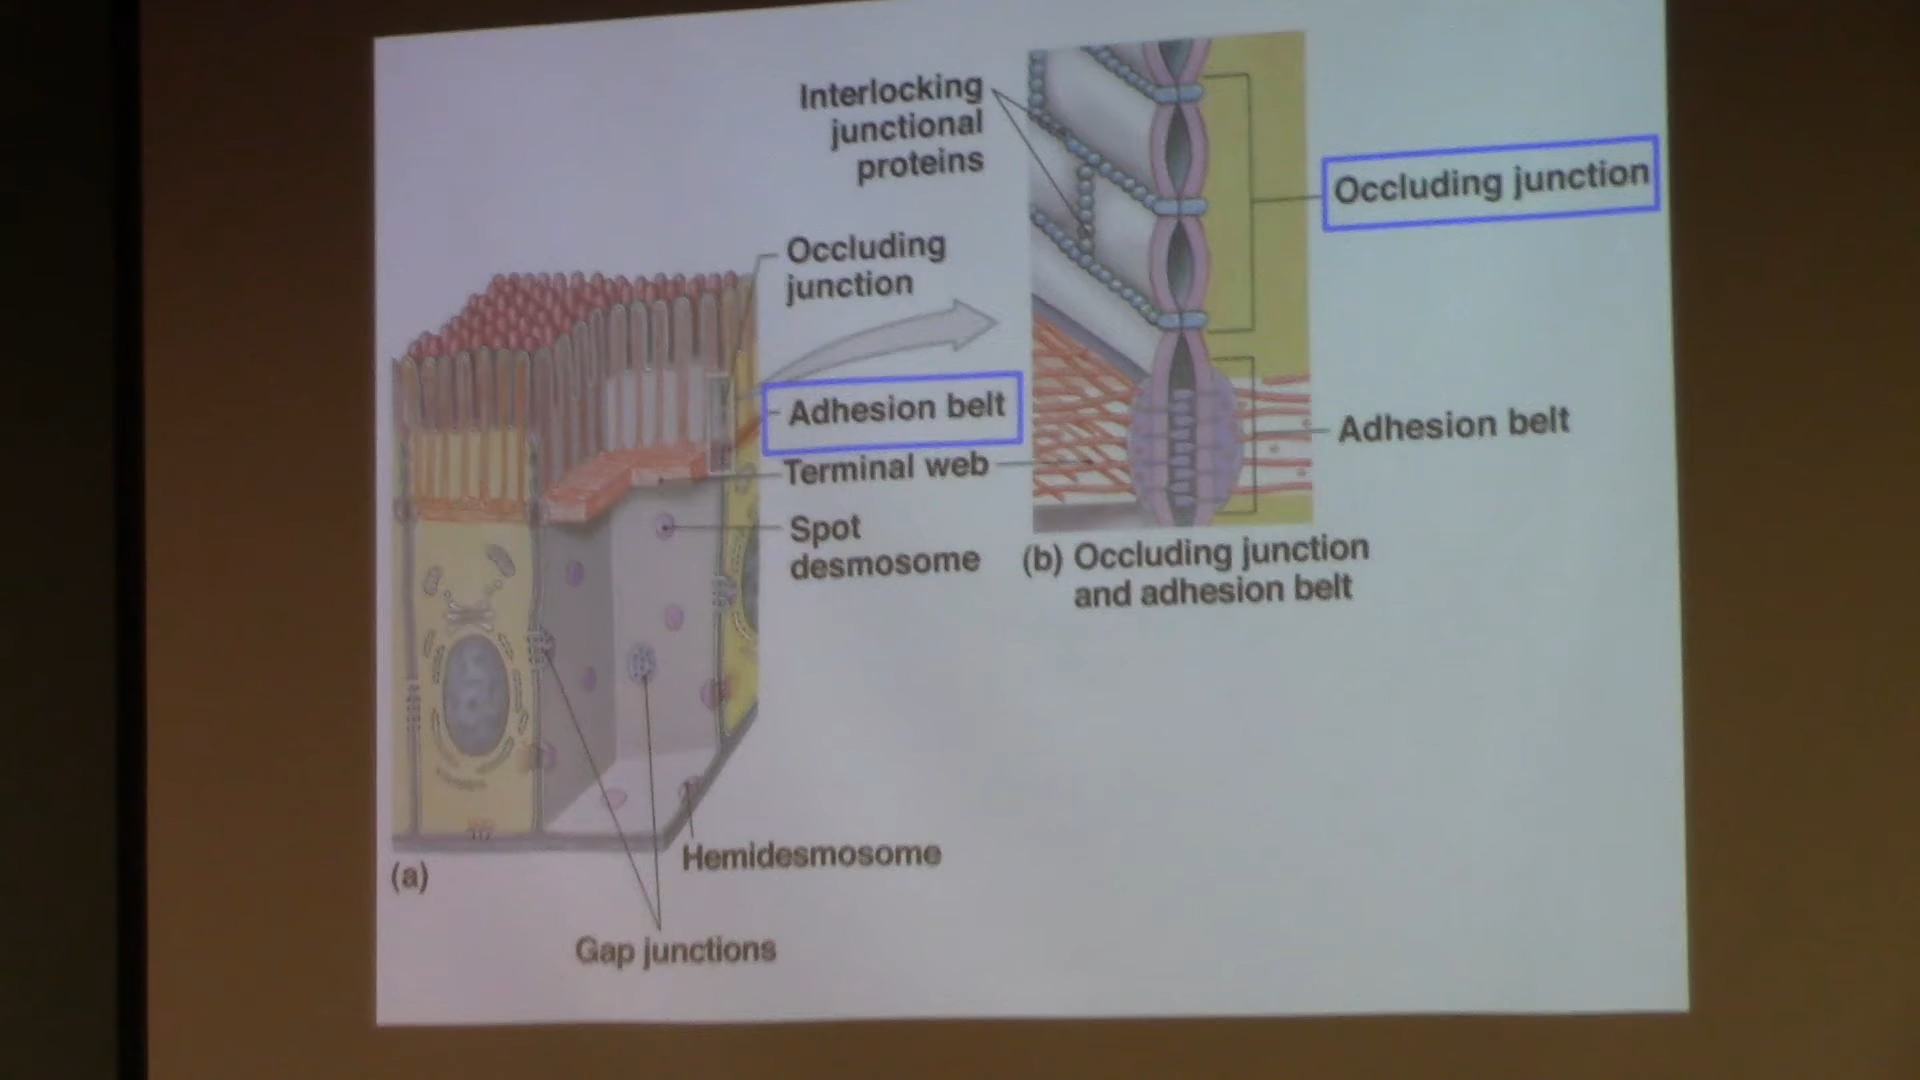 Interlocking
junctional
proteins
Occluding junction
Occluding
junction
Adhesion belt
Adhesion belt
Terminal web
Spot
desmosome
(b) Occluding junction
and adhesion belt
Hemidesmosome
(a)
Gap junctions